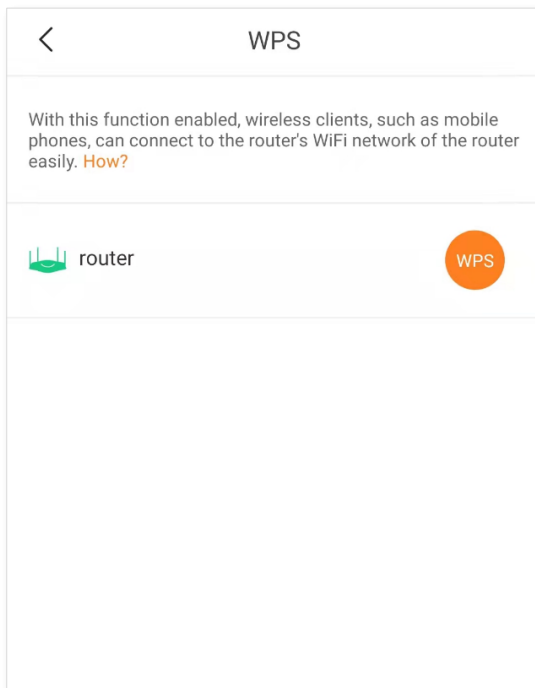 WPS
With this function enabled, wireless clients, such as mobile
phones, can connect to the router's WiFi network of the router
easily. How?
router
WPS